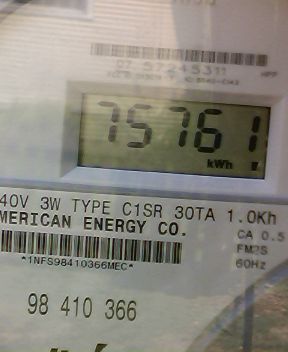 75761
kWh
40V 3W TYPE C1SR 30TA 1.0Kh
MERICAN ENERGY CO.
CA 0.5
FM2S
60Hz
*1NFS98410366MEC*
98 410 366